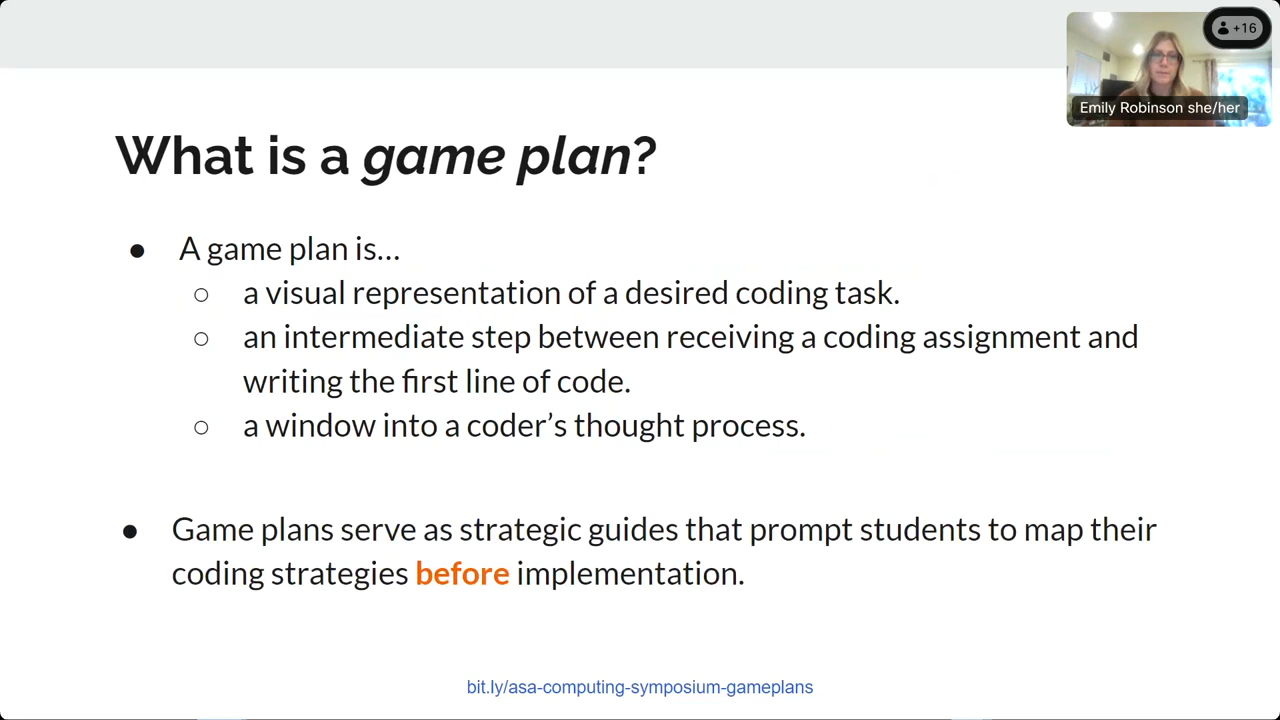 +16
Emily Robinson she/her
What is a game plan?
● A game plan is...
○ a visual representation of a desired coding task.
○ an intermediate step between receiving a coding assignment and
writing the first line of code.
○ a window into a coder’s thought process.
● Game plans serve as strategic guides that prompt students to map their
coding strategies before implementation.
bit.ly/asa-computing-symposium-gameplans